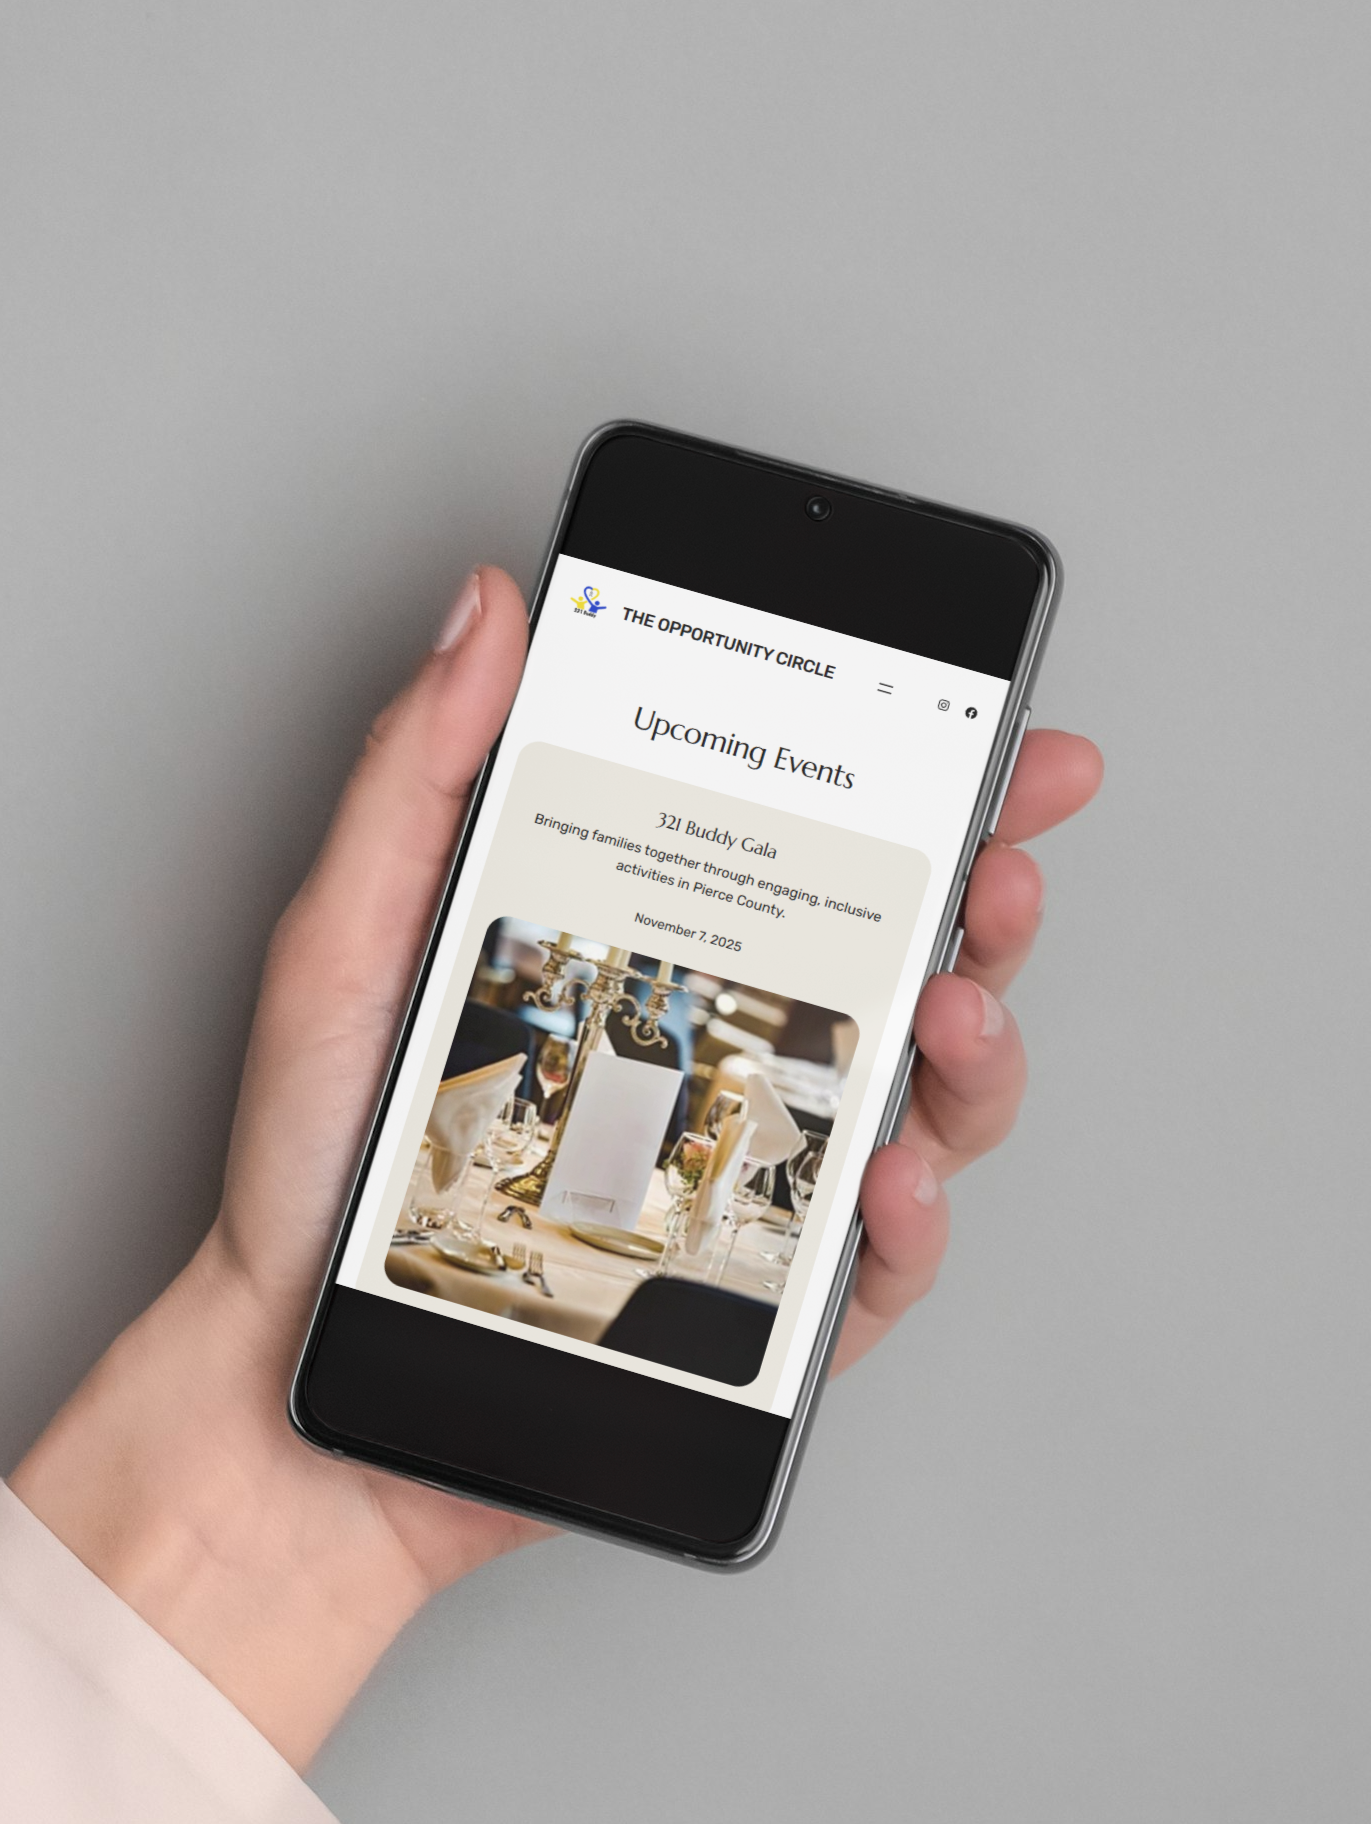 321 Buddy
THE OPPORTUNITY CIRCLE
Upcoming Events
321 Buddy Gala
Bringing families together through engaging, inclusive
activities in Pierce County.
November 7, 2025